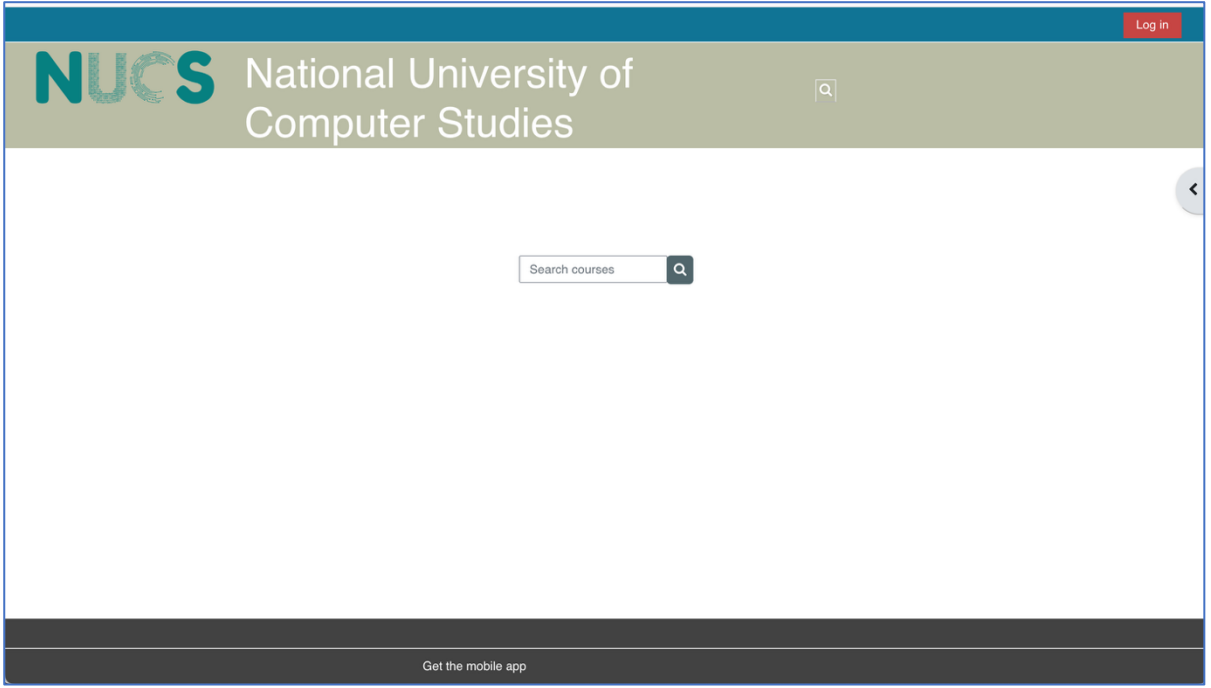 Log in
NUCS
National University of
Computer Studies
Search courses
Get the mobile app